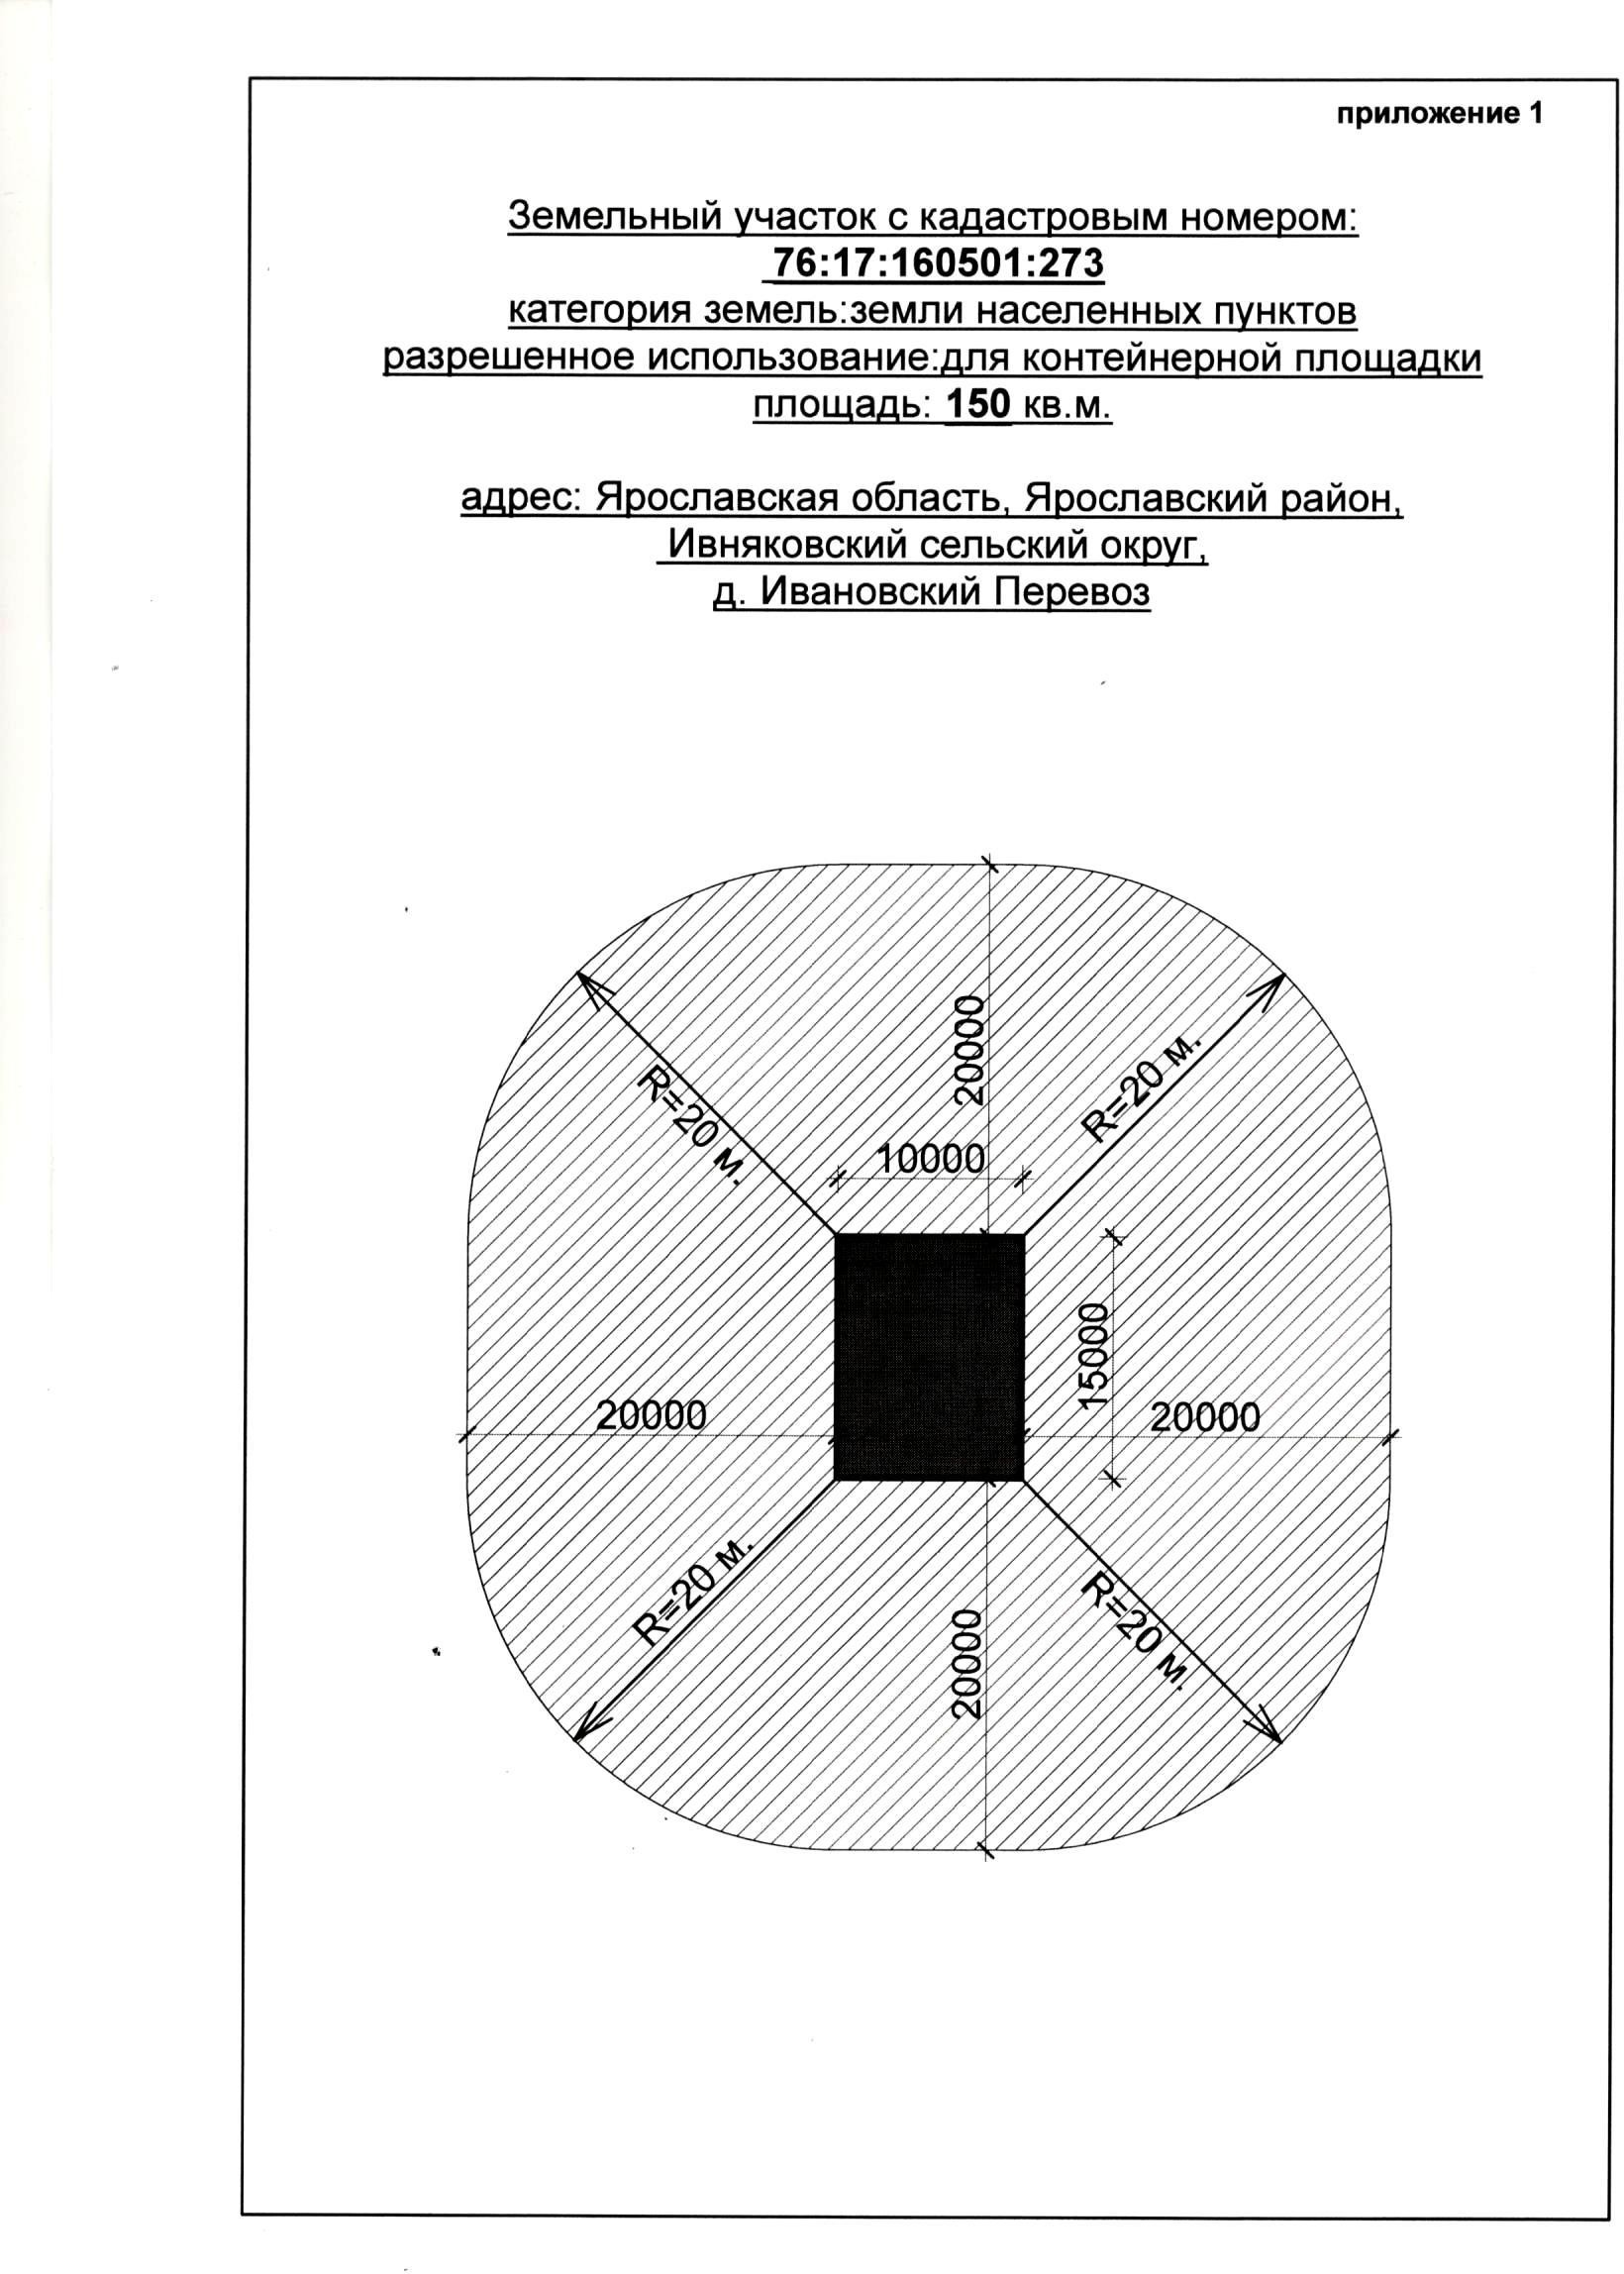 приложение 1
Земельный участок с кадастровым номером:
76:17:160501:273
категория земель:земли населенных пунктов
разрешенное использование:для контейнерной площадки
площадь: 150 кв.м.
адрес: Ярославская область, Ярославский район,
Ивняковский сельский округ,
д. Ивановский Перевоз
20000
R=20 м.
R=20 м.
10000
15000
20000
20000
R=20 м.
R=20 м.
20000